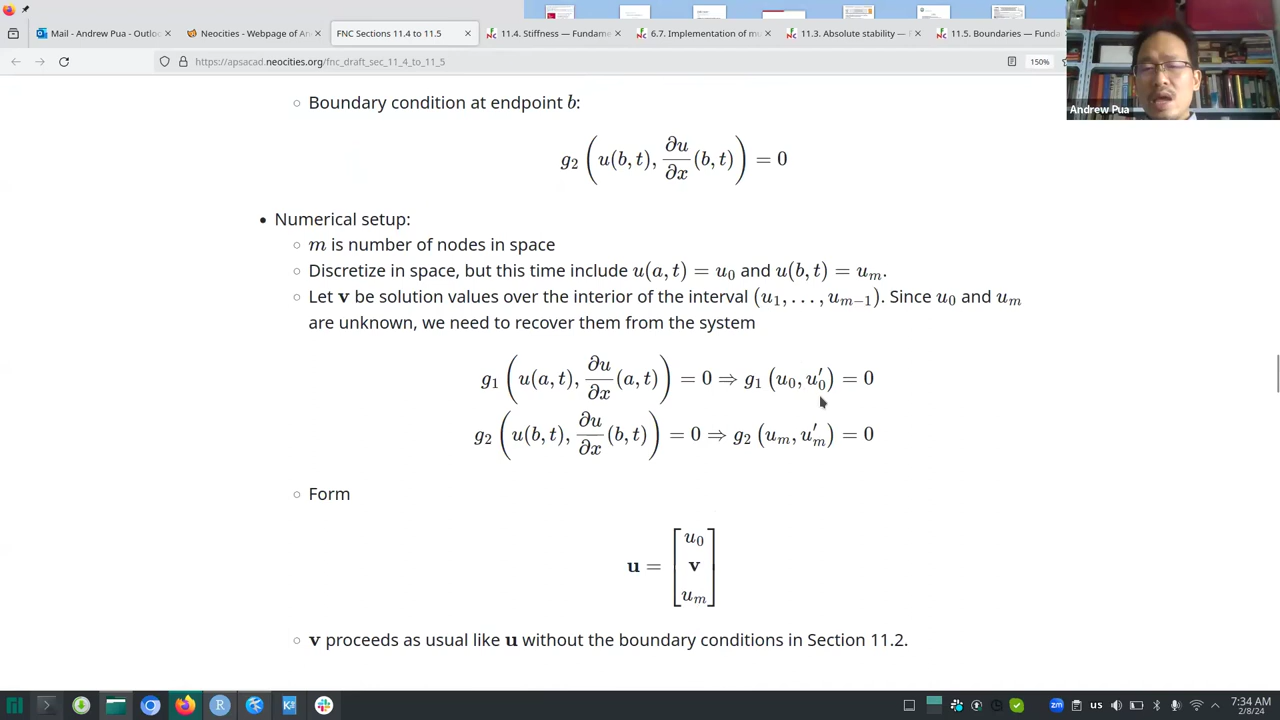 Mail - Andrew Pua – Outloo
Neocities - Webpage of An
FNC Sections 11.4 to 11.5
11.4. Stiffness — Fundame
6.7. Implementation of mu
11.3. Absolute stability — F
11.5. Boundaries — Funda
https://apsacad.neocities.org/fnc_draft_sec_11_4_to_11_5
150%
Andrew Pua
Boundary condition at endpoint b:
g₂ (u(b, t), ∂u/∂x (b, t)) = 0
Numerical setup:
m is number of nodes in space
Discretize in space, but this time include u(a, t) = u₀ and u(b, t) = uₘ.
Let v be solution values over the interior of the interval (u₁, . . . , uₘ₋₁). Since u₀ and uₘ
are unknown, we need to recover them from the system
g₁ (u(a, t), ∂u/∂x (a, t)) = 0 ⇒ g₁ (u₀, u₀′) = 0
g₂ (u(b, t), ∂u/∂x (b, t)) = 0 ⇒ g₂ (uₘ, uₘ′) = 0
Form
u = [u₀
v
uₘ]
v proceeds as usual like u without the boundary conditions in Section 11.2.
us
7:34 AM
2/8/24